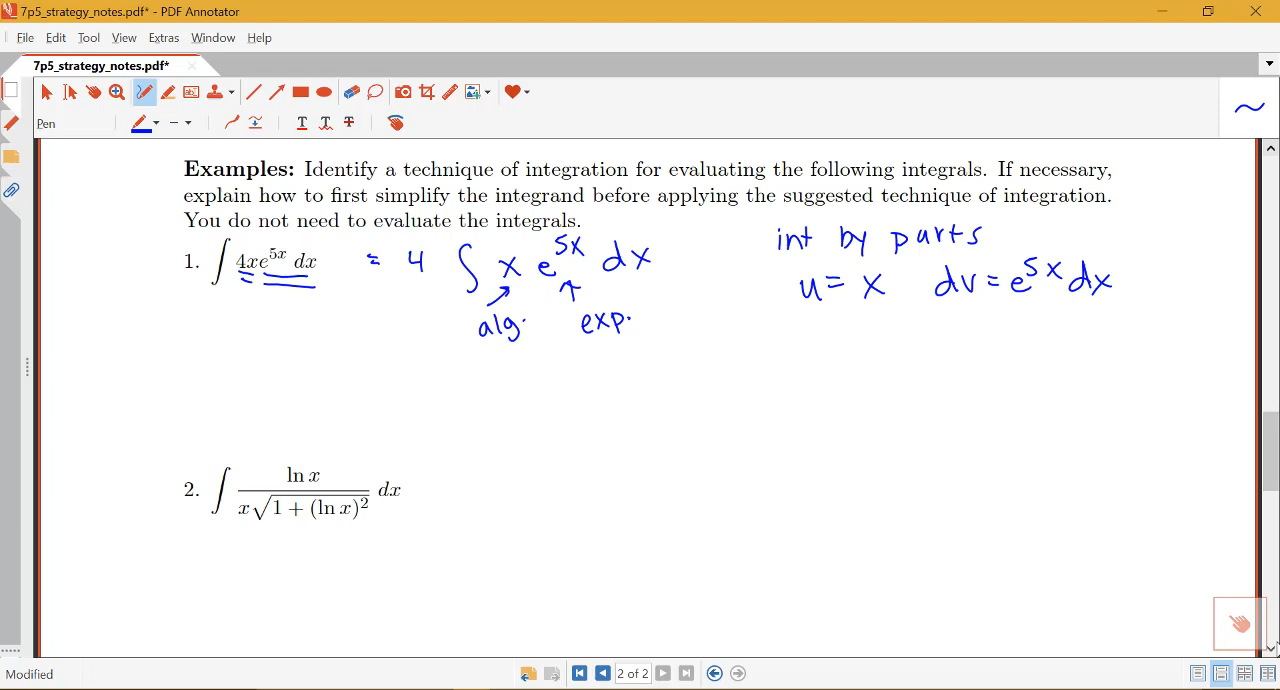 7p5_strategy_notes.pdf* - PDF Annotator
File Edit Tool View Extras Window Help
7p5_strategy_notes.pdf*
Pen
Examples: Identify a technique of integration for evaluating the following integrals. If necessary,
explain how to first simplify the integrand before applying the suggested technique of integration.
You do not need to evaluate the integrals.
1. ∫ 4xe^{5x} dx = 4 ∫ x e^{5x} dx
alg. exp.
int by parts
u = x dv = e^{5x} dx
2. ∫ ln x / (x√(1 + (ln x)²)) dx
Modified
2 of 2